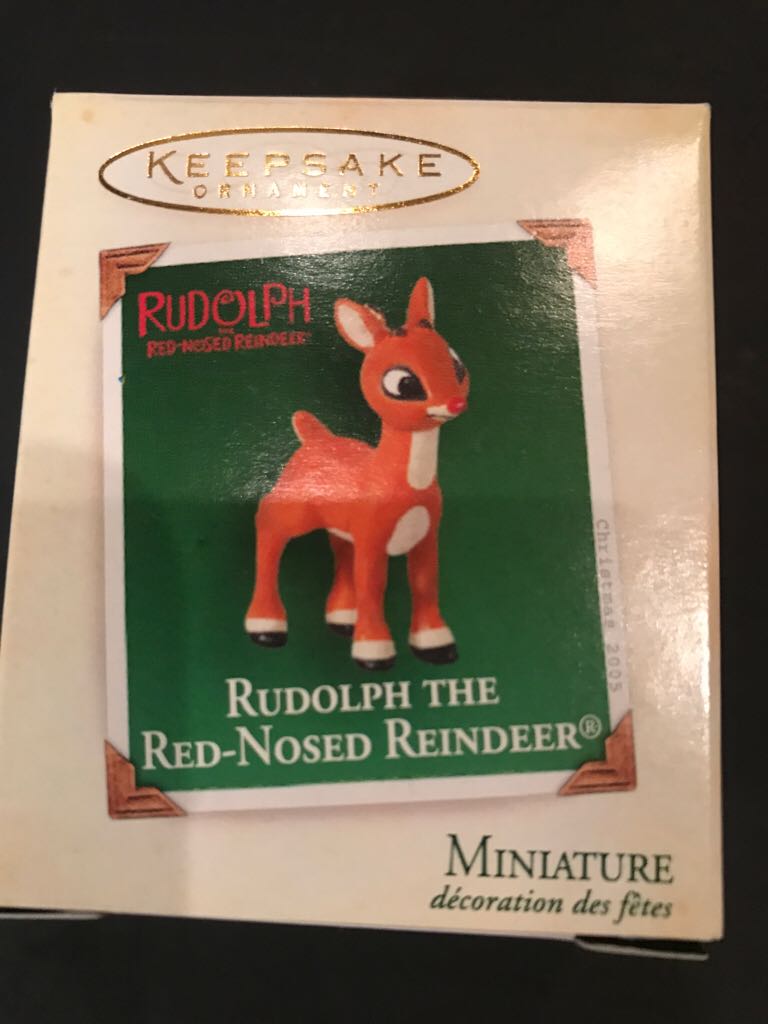 KEEPSAKE
ORNAMENT
RUDOLPH
THE
RED-NOSED REINDEER®
Christmas 2005
RUDOLPH THE
RED-NOSED REINDEER®
MINIATURE
décoration des fêtes